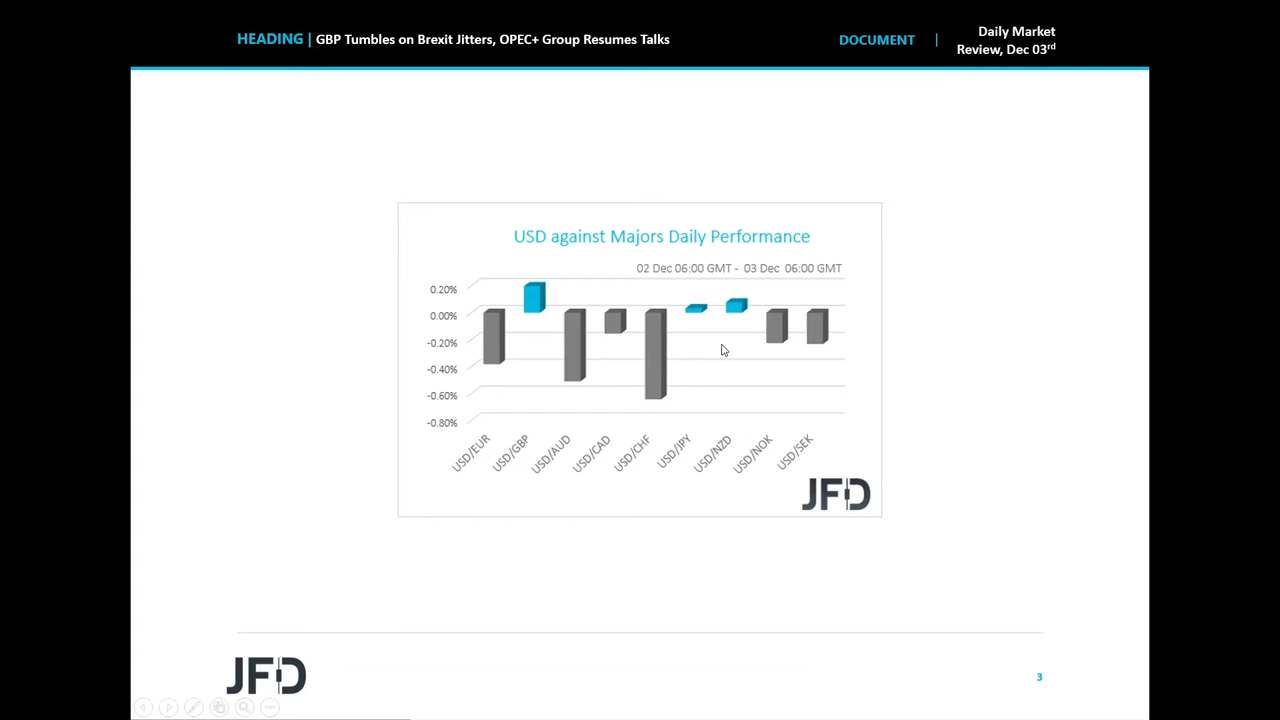 HEADING | GBP Tumbles on Brexit Jitters, OPEC+ Group Resumes Talks
DOCUMENT | Daily Market
Review, Dec 03rd
USD against Majors Daily Performance
02 Dec 06:00 GMT - 03 Dec 06:00 GMT
0.20%
0.00%
-0.20%
-0.40%
-0.60%
-0.80%
USD/EUR
USD/GBP
USD/AUD
USD/CAD
USD/CHF
USD/JPY
USD/NZD
USD/NOK
USD/SEK
JFD
JFD
3